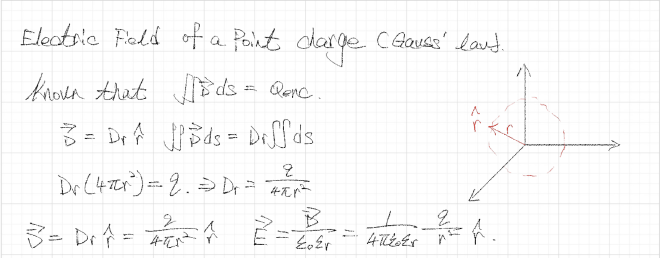 Electric Field of a Point charge (Gauss' law).
Known that ∬D⃗ds = Qenc.
D⃗ = Dr r̂ ∬D⃗ds = Dr∬ds
Dr(4πr²) = q. ⇒ Dr = q/4πr²
D⃗ = Dr r̂ = q/4πr² r̂ E⃗ = D⃗/ε₀εr = 1/4πε₀εr q/r² r̂.
r̂ r